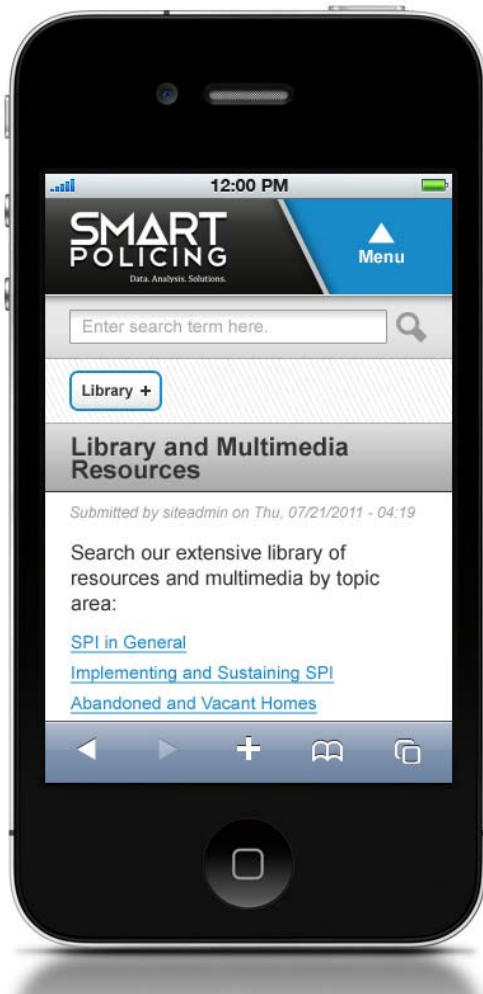 12:00 PM
SMART
POLICING
Data. Analysis. Solutions.
Menu
Enter search term here.
Library +
Library and Multimedia
Resources
Submitted by siteadmin on Thu, 07/21/2011 - 04:19
Search our extensive library of
resources and multimedia by topic
area:
SPI in General
Implementing and Sustaining SPI
Abandoned and Vacant Homes